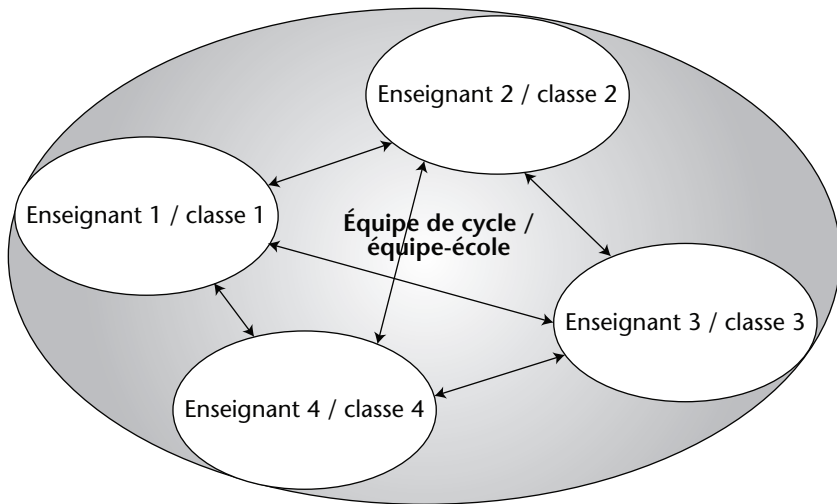 Enseignant 2 / classe 2
Enseignant 1 / classe 1
Équipe de cycle /
équipe-école
Enseignant 3 / classe 3
Enseignant 4 / classe 4